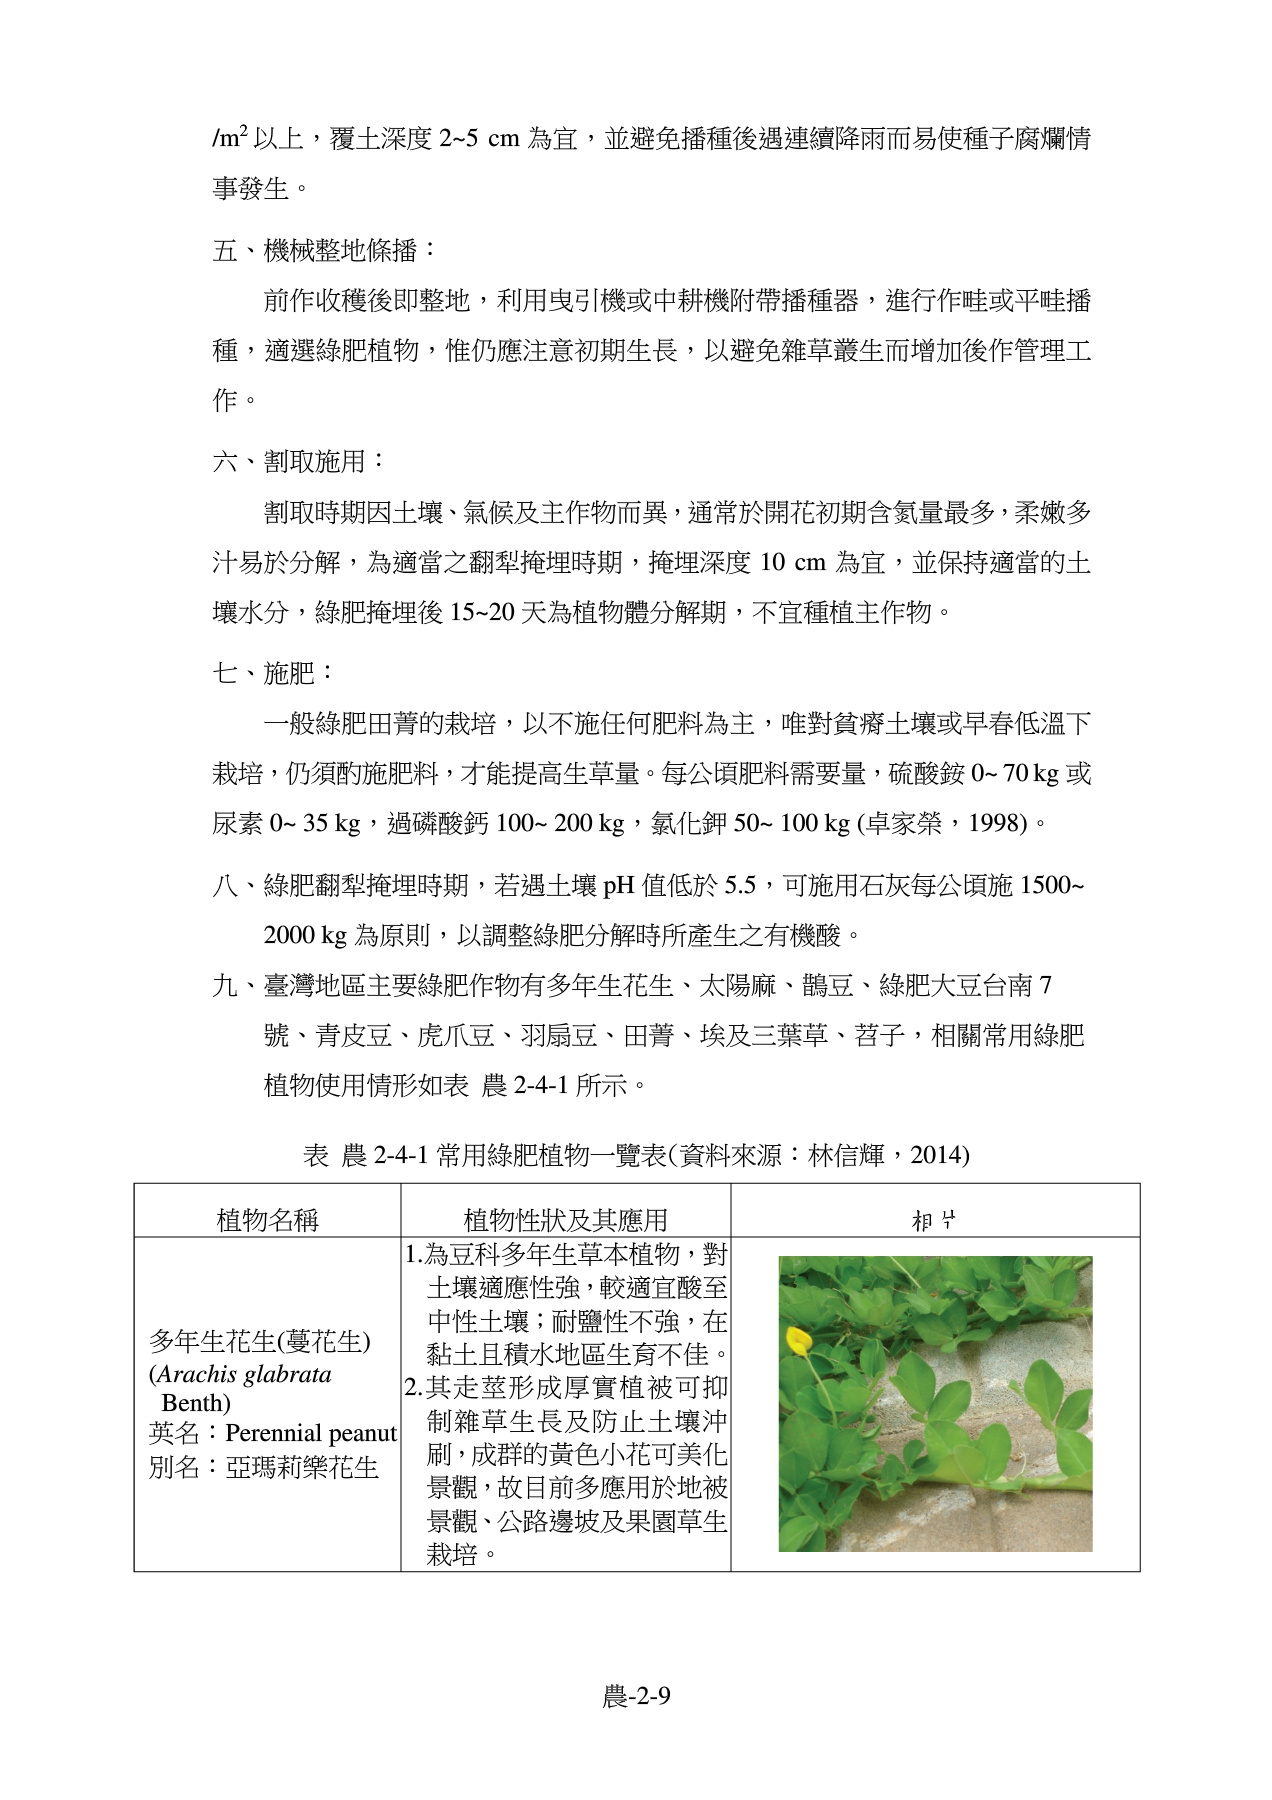 /m² 以上，覆土深度 2~5 cm 為宜，並避免播種後遇連續降雨而易使種子腐爛情
事發生。
五、機械整地條播：
前作收穫後即整地，利用曳引機或中耕機附帶播種器，進行作畦或平畦播
種，適選綠肥植物，惟仍應注意初期生長，以避免雜草叢生而增加後作管理工
作。
六、割取施用：
割取時期因土壤、氣候及主作物而異，通常於開花初期含氮量最多，柔嫩多
汁易於分解，為適當之翻犁掩埋時期，掩埋深度 10 cm 為宜，並保持適當的土
壤水分，綠肥掩埋後 15~20 天為植物體分解期，不宜種植主作物。
七、施肥：
一般綠肥田菁的栽培，以不施任何肥料為主，唯對貧瘠土壤或早春低溫下
栽培，仍須酌施肥料，才能提高生草量。每公頃肥料需要量，硫酸銨 0~ 70 kg 或
尿素 0~ 35 kg，過磷酸鈣 100~ 200 kg，氯化鉀 50~ 100 kg (卓家榮，1998)。
八、綠肥翻犁掩埋時期，若遇土壤 pH 值低於 5.5，可施用石灰每公頃施 1500~
2000 kg 為原則，以調整綠肥分解時所產生之有機酸。
九、臺灣地區主要綠肥作物有多年生花生、太陽麻、鵲豆、綠肥大豆台南 7
號、青皮豆、虎爪豆、羽扇豆、田菁、埃及三葉草、苕子，相關常用綠肥
植物使用情形如表 農 2-4-1 所示。
表 農 2-4-1 常用綠肥植物一覽表(資料來源：林信輝，2014)
植物名稱
植物性狀及其應用
相片
多年生花生(蔓花生)
(Arachis glabrata
Benth)
英名：Perennial peanut
別名：亞瑪莉樂花生
1.為豆科多年生草本植物，對
土壤適應性強，較適宜酸至
中性土壤；耐鹽性不強，在
黏土且積水地區生育不佳。
2.其走莖形成厚實植被可抑
制雜草生長及防止土壤沖
刷，成群的黃色小花可美化
景觀，故目前多應用於地被
景觀、公路邊坡及果園草生
栽培。
農-2-9